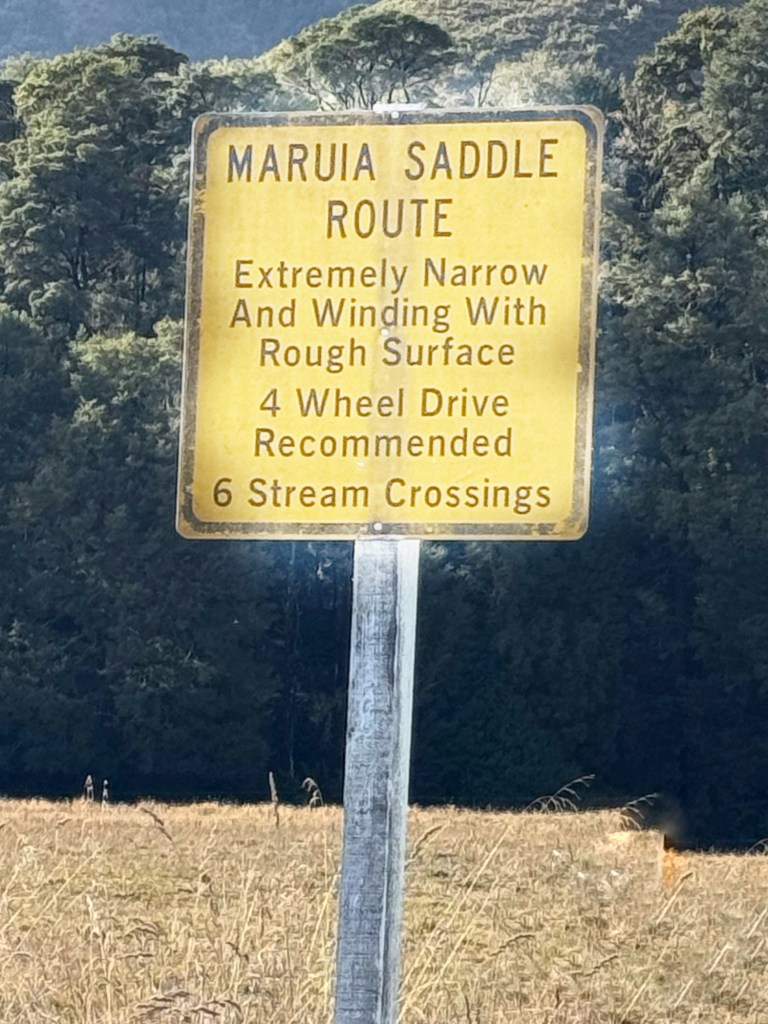 MARUIA SADDLE
ROUTE
Extremely Narrow
And Winding With
Rough Surface
4 Wheel Drive
Recommended
6 Stream Crossings